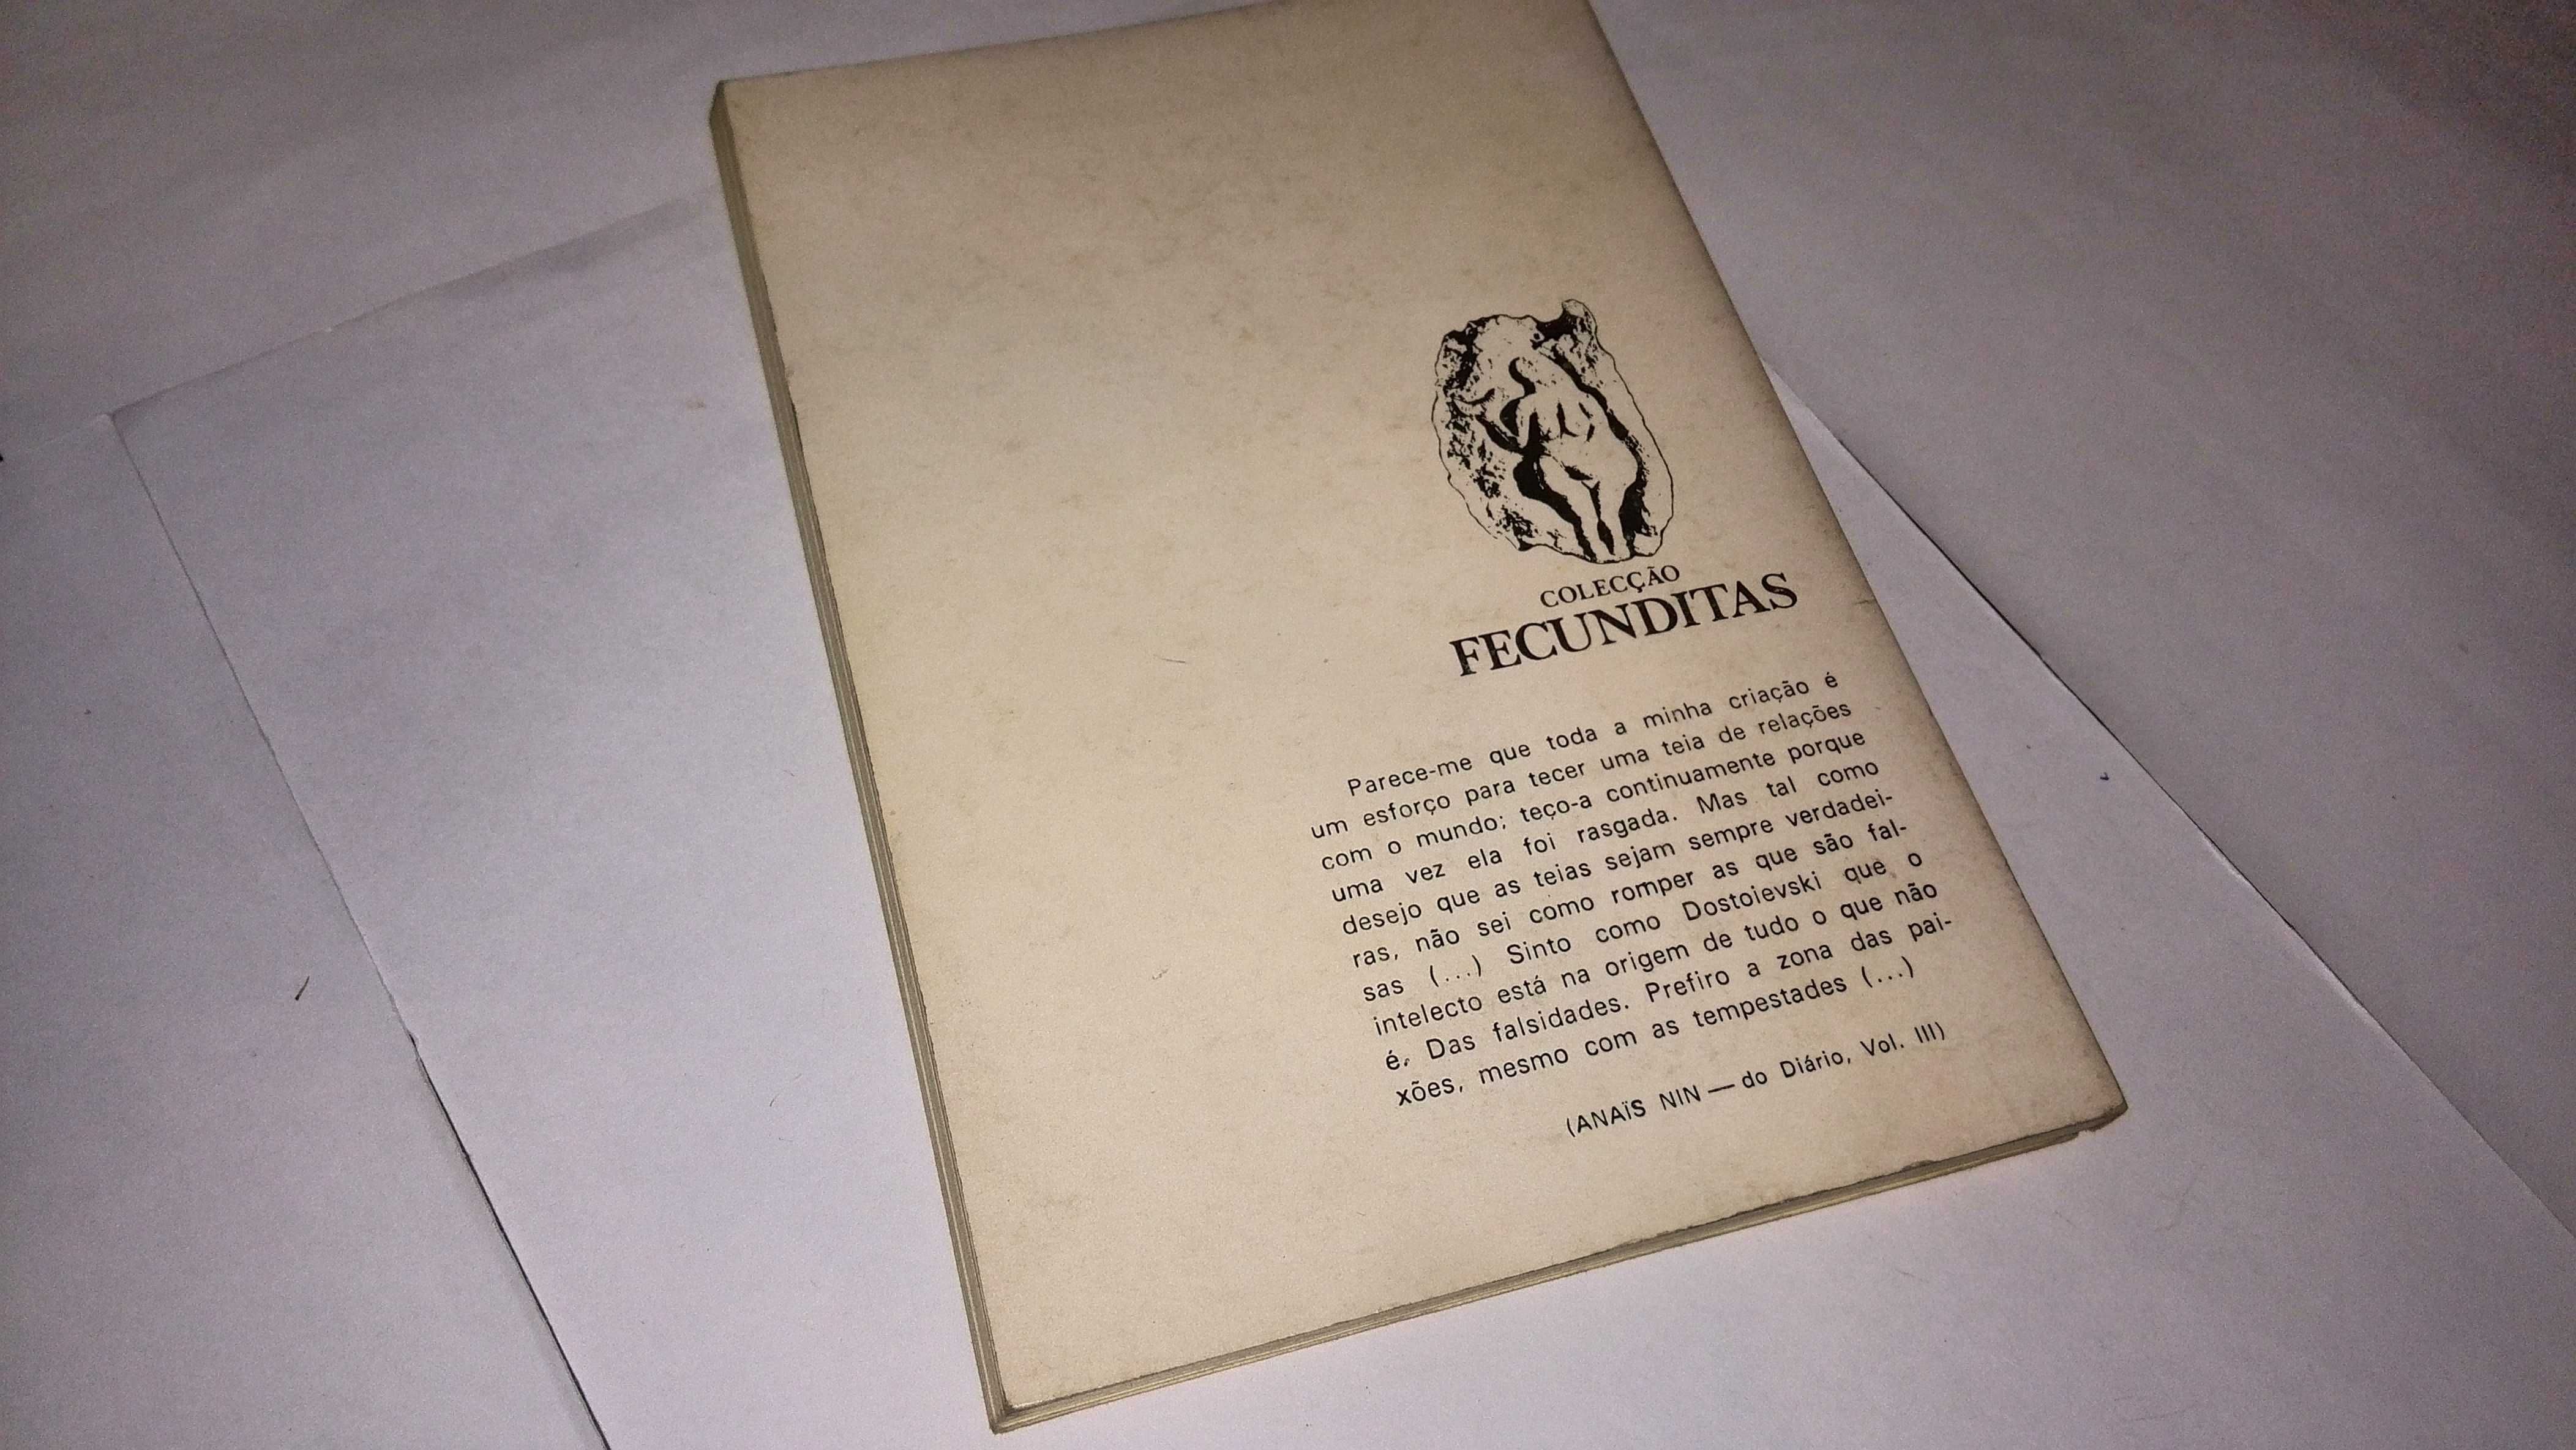 COLECÇÃO
FECUNDITAS
Parece-me que toda a minha criação é
um esforço para tecer uma teia de relações
com o mundo; teço-a continuamente porque
uma vez ela foi rasgada. Mas tal como
desejo que as teias sejam sempre verdadei-
ras, não sei como romper as que são fal-
sas (...) Sinto como Dostoievski que o
intelecto está na origem de tudo o que não
é. Das falsidades. Prefiro a zona das pai-
xões, mesmo com as tempestades (...)
(ANAÏS NIN — do Diário, Vol. III)